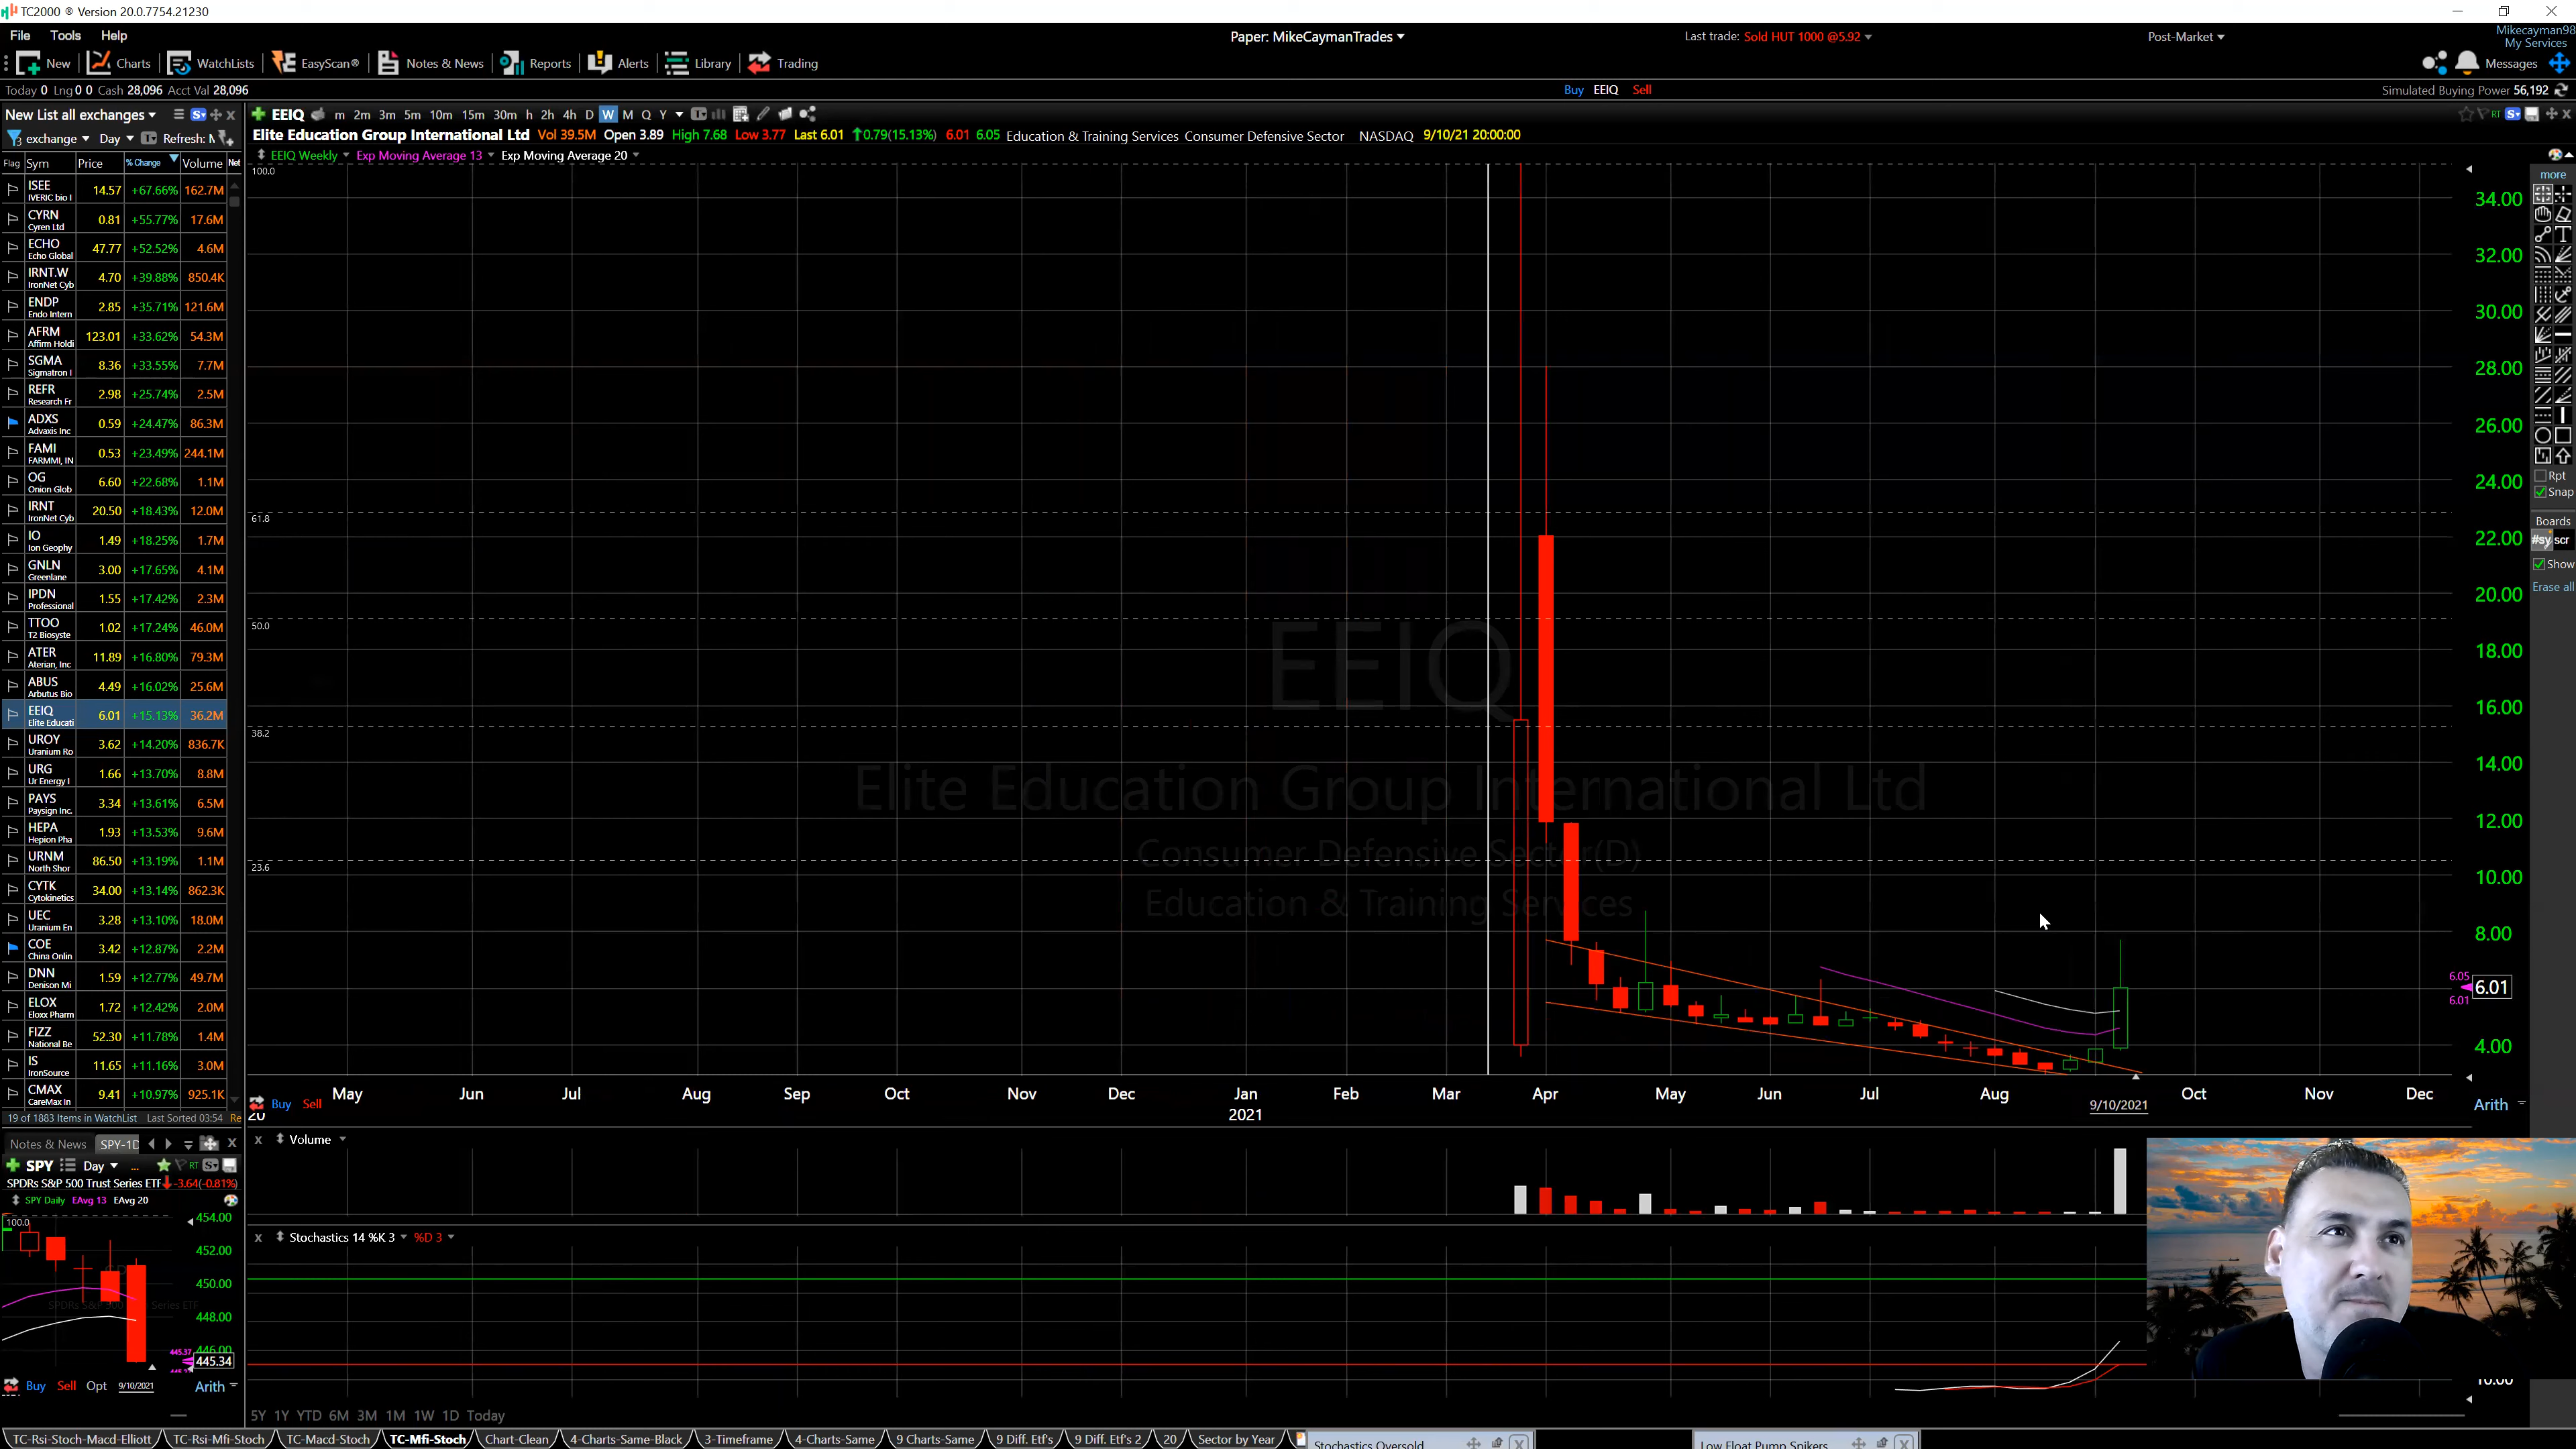 TC2000 ® Version 20.0.7754.21230
File Tools Help
Paper: MikeCaymanTrades
Last trade: Sold HUT 1000 @5.92
Post-Market
Mikecayman98
My Services
New Charts WatchLists EasyScan® Notes & News Reports Alerts Library Trading
Messages
Today 0 Lng 0 0 Cash 28,096 Acct Val 28,096
Buy EEIQ Sell
Simulated Buying Power 56,192
New List all exchanges
EEIQ m 2m 3m 5m 10m 15m 30m h 2h 4h D W M Q Y
exchange Day Refresh:
Elite Education Group International Ltd Vol 39.5M Open 3.89 High 7.68 Low 3.77 Last 6.01 0.79(15.13%) 6.01 6.05 Education & Training Services Consumer Defensive Sector NASDAQ 9/10/21 20:00:00
EEIQ Weekly Exp Moving Average 13 Exp Moving Average 20
Flag Sym Price % Change Volume Net
ISEE 14.57 +67.66% 162.7M
IVERIC bio I
CYRN 0.81 +55.77% 17.6M
Cyren Ltd
ECHO 47.77 +52.52% 4.6M
Echo Global
IRNT.W 4.70 +39.88% 850.4K
IronNet Cyb
ENDP 2.85 +35.71% 121.6M
Endo Intern
AFRM 123.01 +33.62% 54.3M
Affirm Holdi
SGMA 8.36 +33.55% 7.7M
Sigmatron I
REFR 2.98 +25.74% 2.5M
Research Fr
ADXS 0.59 +24.47% 86.3M
Advaxis Inc
FAMI 0.53 +23.49% 244.1M
FARMMI, IN
OG 6.60 +22.68% 1.1M
Onion Glob
IRNT 20.50 +18.43% 12.0M
IronNet Cyb
IO 1.49 +18.25% 1.7M
Ion Geophy
GNLN 3.00 +17.65% 4.1M
Greenlane
IPDN 1.55 +17.42% 2.3M
Professional
TTOO 1.02 +17.24% 46.0M
T2 Biosyste
ATER 11.89 +16.80% 79.3M
Aterian, Inc
ABUS 4.49 +16.02% 25.6M
Arbutus Bio
EEIQ 6.01 +15.13% 36.2M
Elite Educati
UROY 3.62 +14.20% 836.7K
Uranium Ro
URG 1.66 +13.70% 8.8M
Ur Energy I
PAYS 3.34 +13.61% 6.5M
Paysign Inc.
HEPA 1.93 +13.53% 9.6M
Hepion Pha
URNM 86.50 +13.19% 1.1M
North Shor
CYTK 34.00 +13.14% 862.3K
Cytokinetics
UEC 3.28 +13.10% 18.0M
Uranium En
COE 3.42 +12.87% 2.2M
China Onlin
DNN 1.59 +12.77% 49.7M
Denison Mi
ELOX 1.72 +12.42% 2.0M
Eloxx Pharm
FIZZ 52.30 +11.78% 1.4M
National Be
IS 11.65 +11.16% 3.0M
IronSource
CMAX 9.41 +10.97% 925.1K
CareMax In
19 of 1883 Items in WatchList Last Sorted 03:54 Re
100.0
61.8
50.0
38.2
23.6
EEIQ
Elite Education Group International Ltd
Consumer Defensive Sector(D)
Education & Training Services
34.00
32.00
30.00
28.00
26.00
24.00
22.00
20.00
18.00
16.00
14.00
12.00
10.00
8.00
6.05
6.01
6.01
4.00
more
Rpt
Snap
Boards
#sy scr
Show
Erase all
Buy Sell
May Jun Jul Aug Sep Oct Nov Dec Jan Feb Mar Apr May Jun Jul Aug 9/10/2021 Oct Nov Dec
20 2021
Arith
Volume
Stochastics 14 %K 3 %D 3
10.00
5Y 1Y YTD 6M 3M 1M 1W 1D Today
Notes & News SPY-1D
SPY Day ... RT
SPDRs S&P 500 Trust Series ETF -3.64(-0.81%)
SPY Daily EAvg 13 EAvg 20
100.0
454.00
452.00
450.00
448.00
446.00
445.37
445.34
Buy Sell Opt 9/10/2021 Arith
TC-Rsi-Stoch-Macd-Elliott TC-Rsi-Mfi-Stoch TC-Macd-Stoch TC-Mfi-Stoch Chart-Clean 4-Charts-Same-Black 3-Timeframe 4-Charts-Same 9 Charts-Same 9 Diff. Etf's 9 Diff. Etf's 2 20 Sector by Year Stochastics Oversold Low Float Pump Spikers